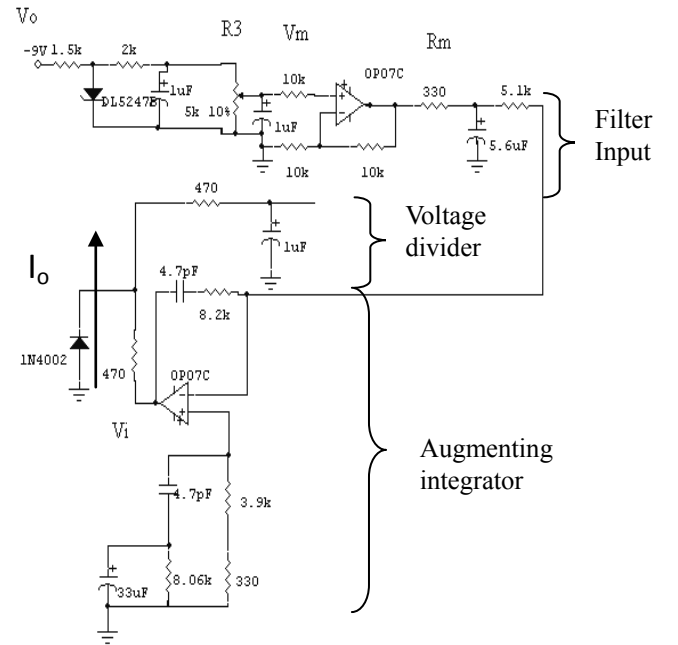 Vo
R3
Vm
Rm
-9V
1.5k
2k
1uF
DL5247B
5k 10%
10k
OP07C
330
5.1k
1uF
10k
10k
5.6uF
Filter
Input
470
1uF
Voltage
divider
4.7pF
8.2k
Io
1N4002
470
OP07C
Vi
Augmenting
integrator
4.7pF
3.9k
33uF
8.06k
330